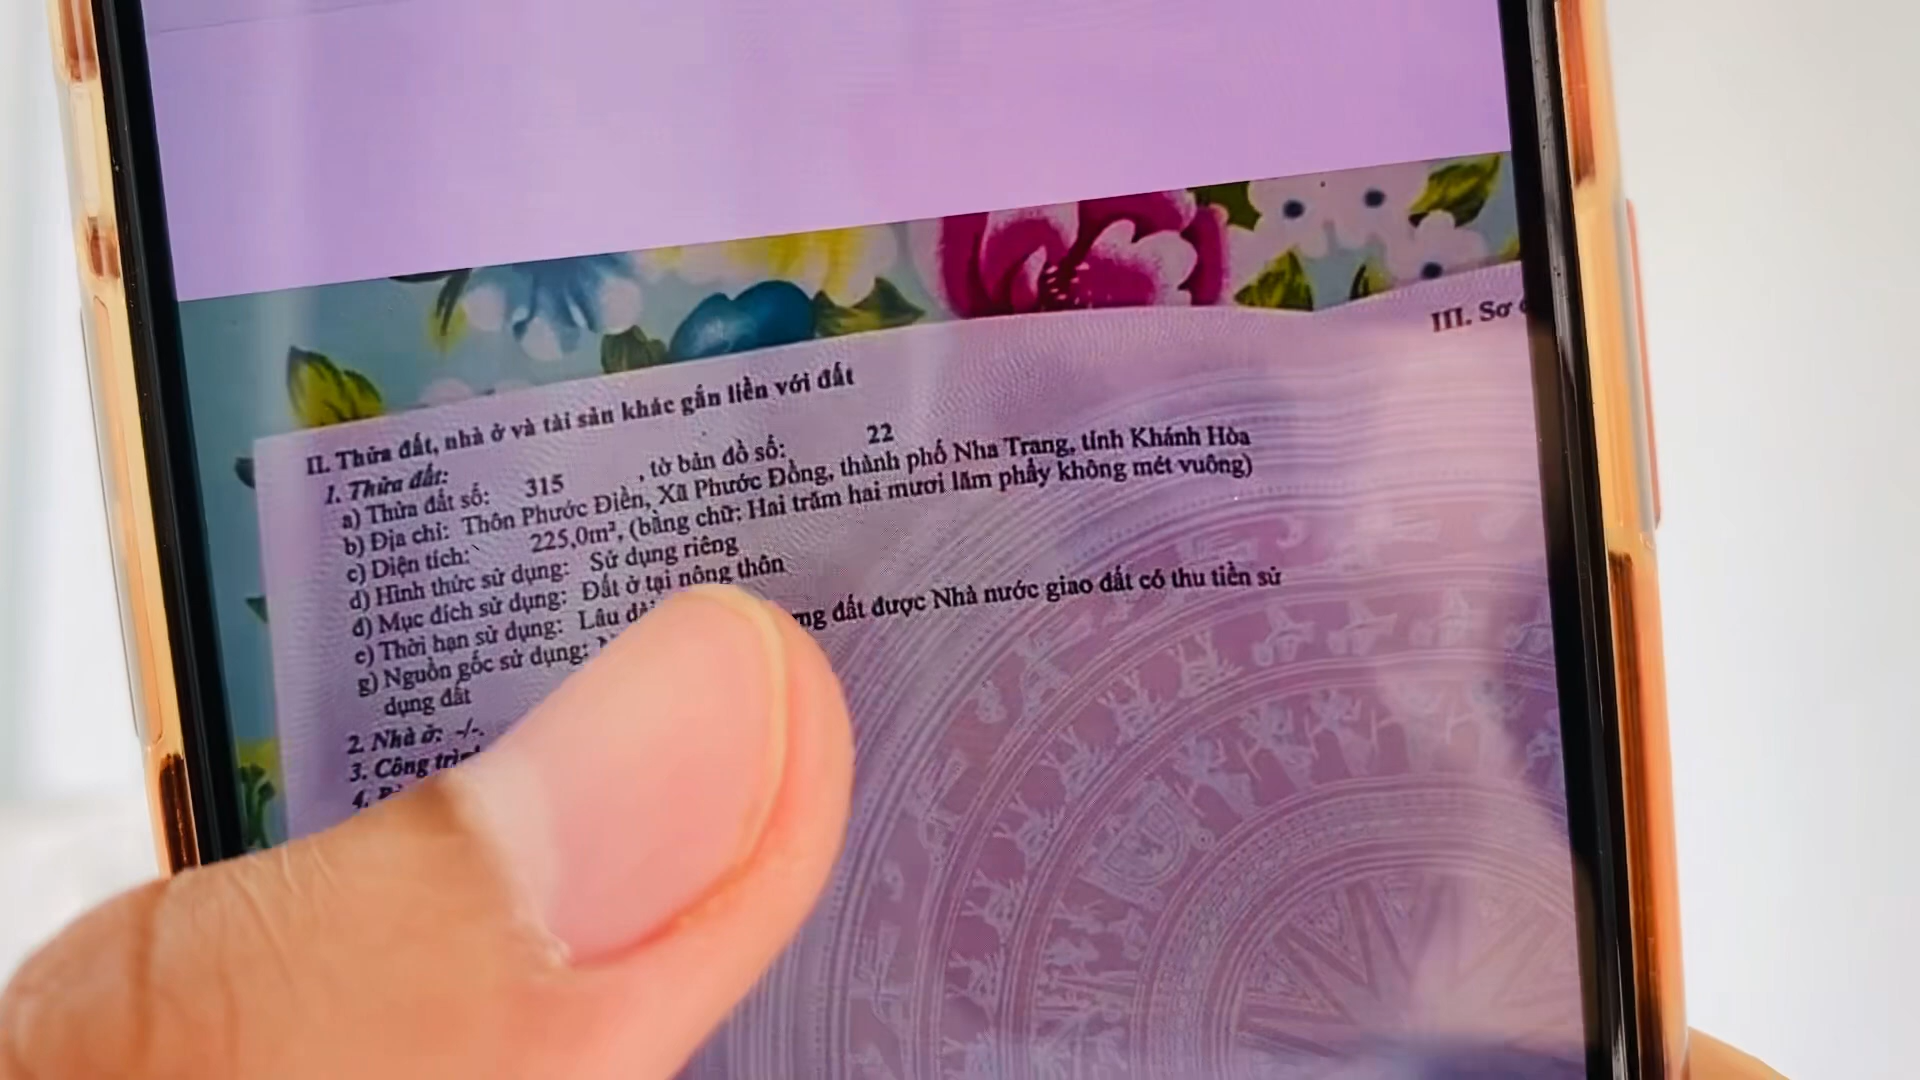 II. Thửa đất, nhà ở và tài sản khác gắn liền với đất
1. Thửa đất:
a) Thửa đất số: 315 , tờ bản đồ số: 22
b) Địa chỉ: Thôn Phước Điền, Xã Phước Đồng, thành phố Nha Trang, tỉnh Khánh Hòa
c) Diện tích: 225,0m², (bằng chữ: Hai trăm hai mươi lăm phẩy không mét vuông)
d) Hình thức sử dụng: Sử dụng riêng
đ) Mục đích sử dụng: Đất ở tại nông thôn
e) Thời hạn sử dụng: Lâu
g) Nguồn gốc sử dụng: đất được Nhà nước giao đất có thu tiền sử
dụng đất
2. Nhà ở: -/-.
3. Công
4.
III. Sơ